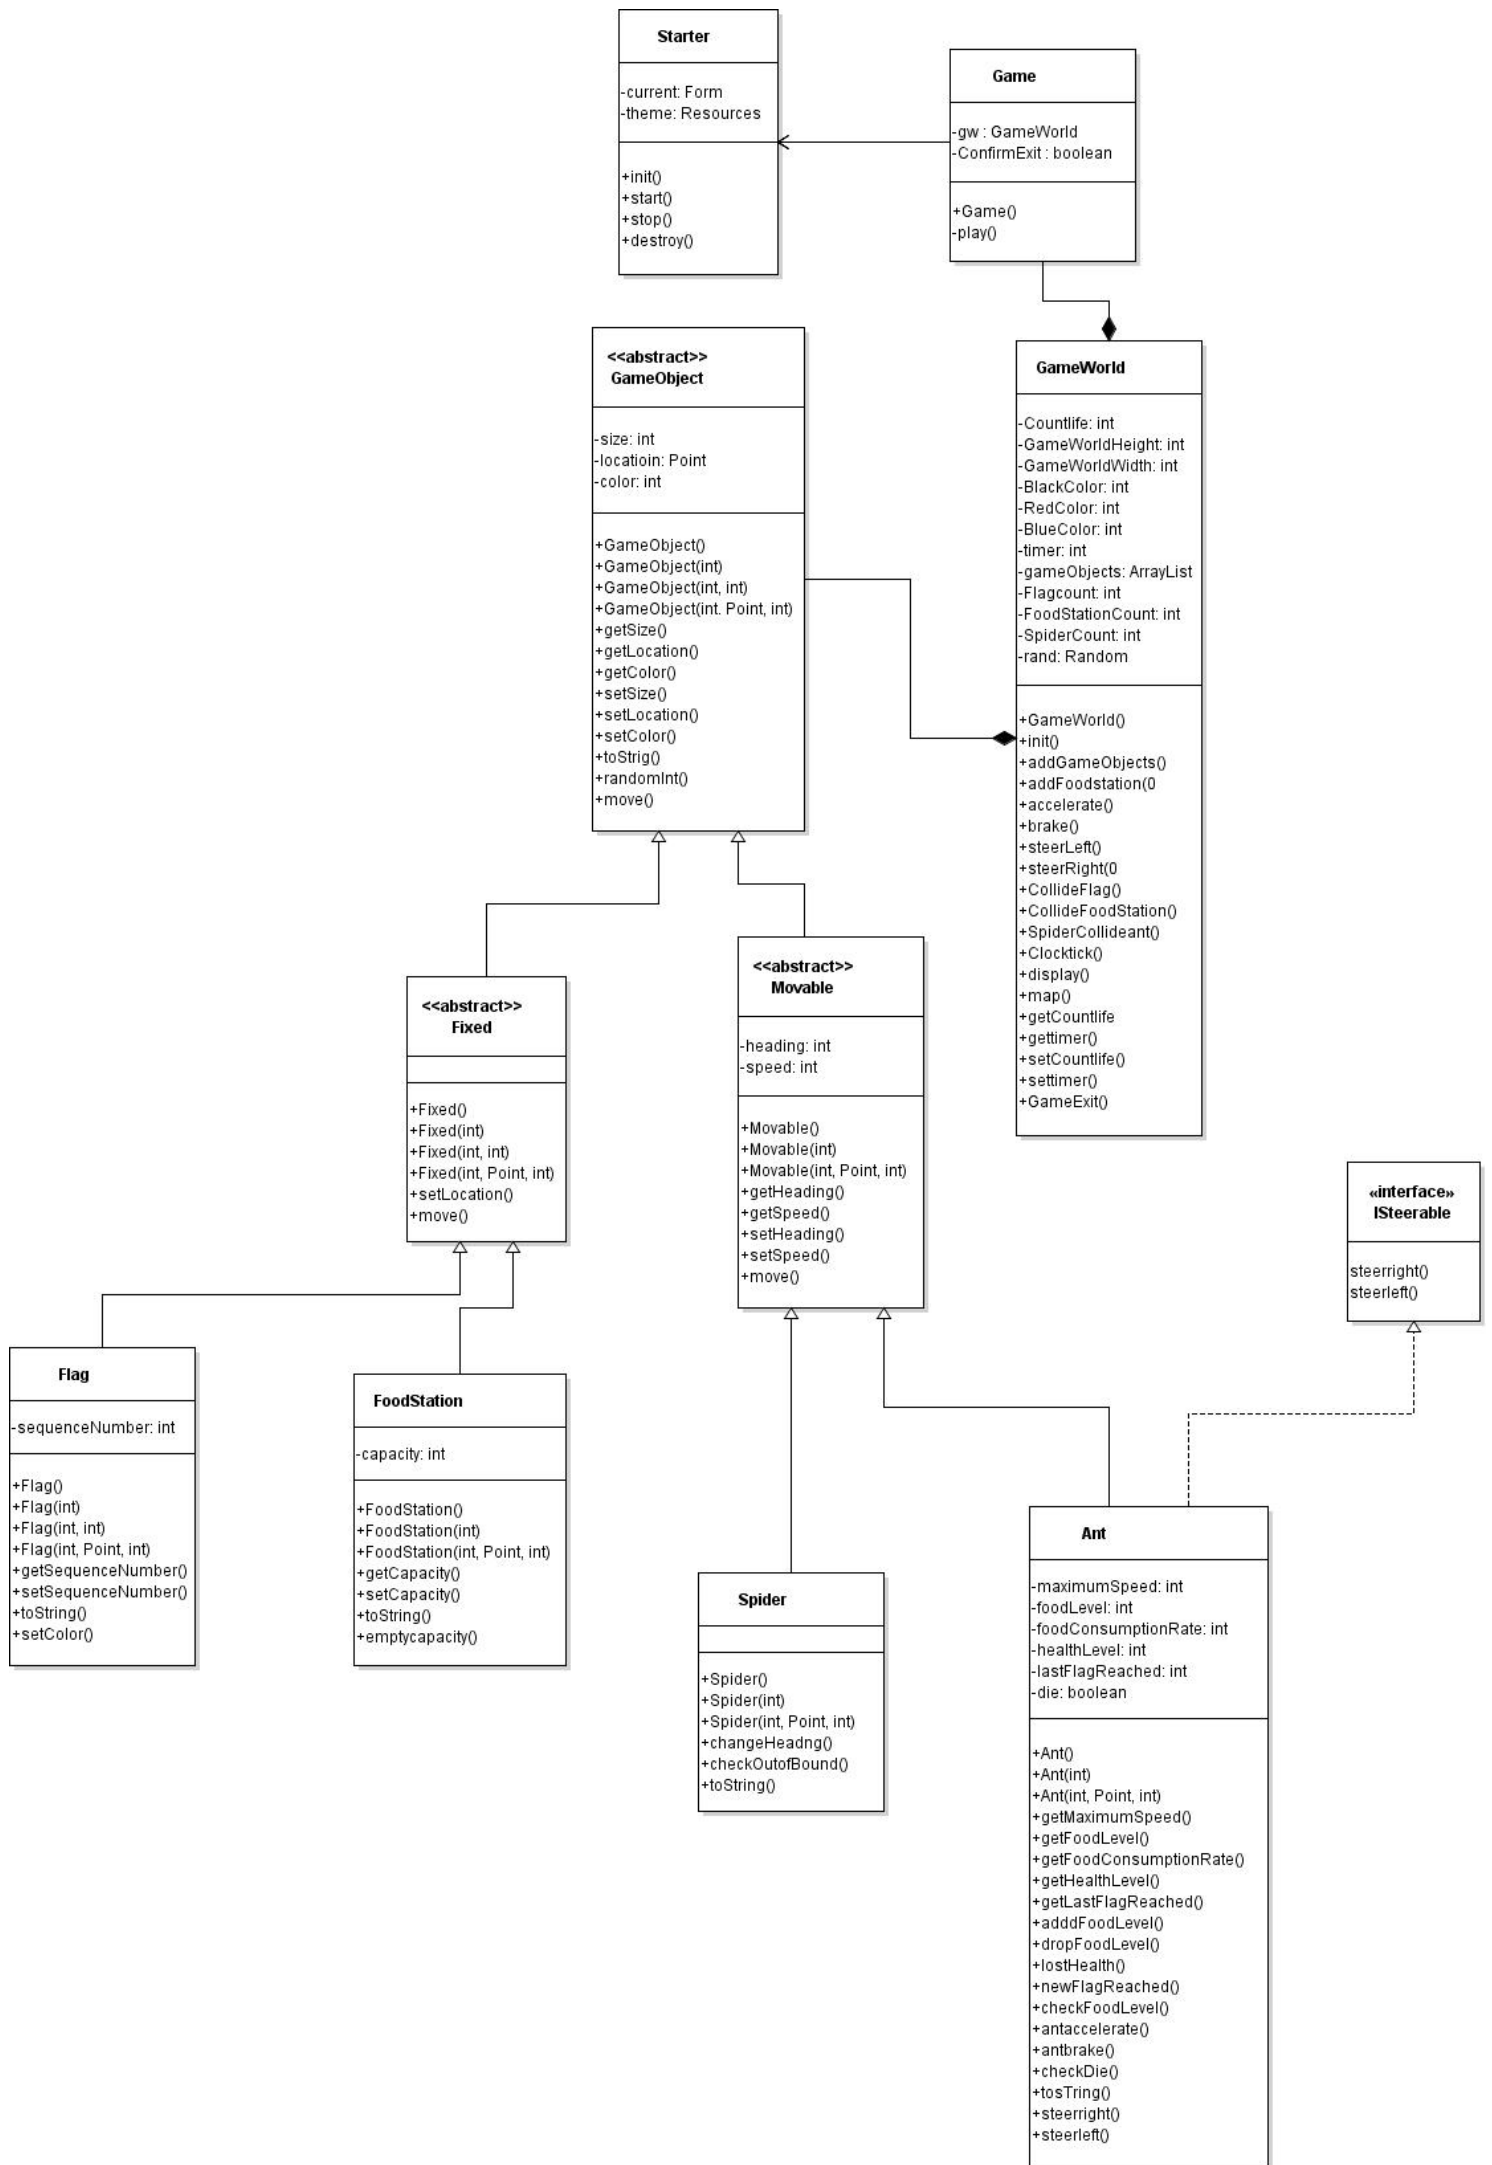 Starter
-current: Form
-theme: Resources
+init()
+start()
+stop()
+destroy()
Game
-gw : GameWorld
-ConfirmExit : boolean
+Game()
-play()
<<abstract>>
GameObject
-size: int
-locatioin: Point
-color: int
+GameObject()
+GameObject(int)
+GameObject(int, int)
+GameObject(int. Point, int)
+getSize()
+getLocation()
+getColor()
+setSize()
+setLocation()
+setColor()
+toStrig()
+randomInt()
+move()
GameWorld
-Countlife: int
-GameWorldHeight: int
-GameWorldWidth: int
-BlackColor: int
-RedColor: int
-BlueColor: int
-timer: int
-gameObjects: ArrayList
-Flagcount: int
-FoodStationCount: int
-SpiderCount: int
-rand: Random
+GameWorld()
+init()
+addGameObjects()
+addFoodstation(0
+accelerate()
+brake()
+steerLeft()
+steerRight(0
+CollideFlag()
+CollideFoodStation()
+SpiderCollideant()
+Clocktick()
+display()
+map()
+getCountlife
+gettimer()
+setCountlife()
+settimer()
+GameExit()
<<abstract>>
Fixed
+Fixed()
+Fixed(int)
+Fixed(int, int)
+Fixed(int, Point, int)
+setLocation()
+move()
<<abstract>>
Movable
-heading: int
-speed: int
+Movable()
+Movable(int)
+Movable(int, Point, int)
+getHeading()
+getSpeed()
+setHeading()
+setSpeed()
+move()
«interface»
ISteerable
steerright()
steerleft()
Flag
-sequenceNumber: int
+Flag()
+Flag(int)
+Flag(int, int)
+Flag(int, Point, int)
+getSequenceNumber()
+setSequenceNumber()
+toString()
+setColor()
FoodStation
-capacity: int
+FoodStation()
+FoodStation(int)
+FoodStation(int, Point, int)
+getCapacity()
+setCapacity()
+toString()
+emptycapacity()
Spider
+Spider()
+Spider(int)
+Spider(int, Point, int)
+changeHeadng()
+checkOutofBound()
+toString()
Ant
-maximumSpeed: int
-foodLevel: int
-foodConsumptionRate: int
-healthLevel: int
-lastFlagReached: int
-die: boolean
+Ant()
+Ant(int)
+Ant(int, Point, int)
+getMaximumSpeed()
+getFoodLevel()
+getFoodConsumptionRate()
+getHealthLevel()
+getLastFlagReached()
+adddFoodLevel()
+dropFoodLevel()
+lostHealth()
+newFlagReached()
+checkFoodLevel()
+antaccelerate()
+antbrake()
+checkDie()
+tosTring()
+steerright()
+steerleft()